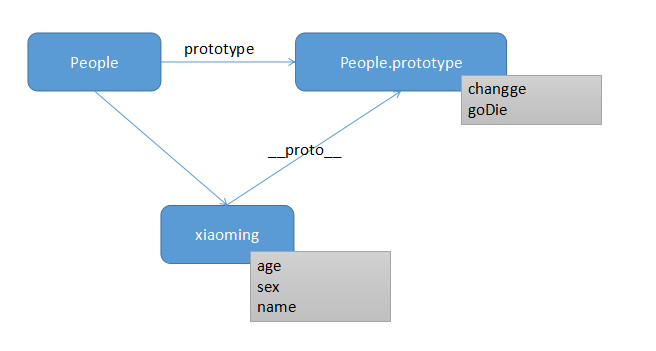 People
prototype
People.prototype
changge
goDie
__proto__
xiaoming
age
sex
name